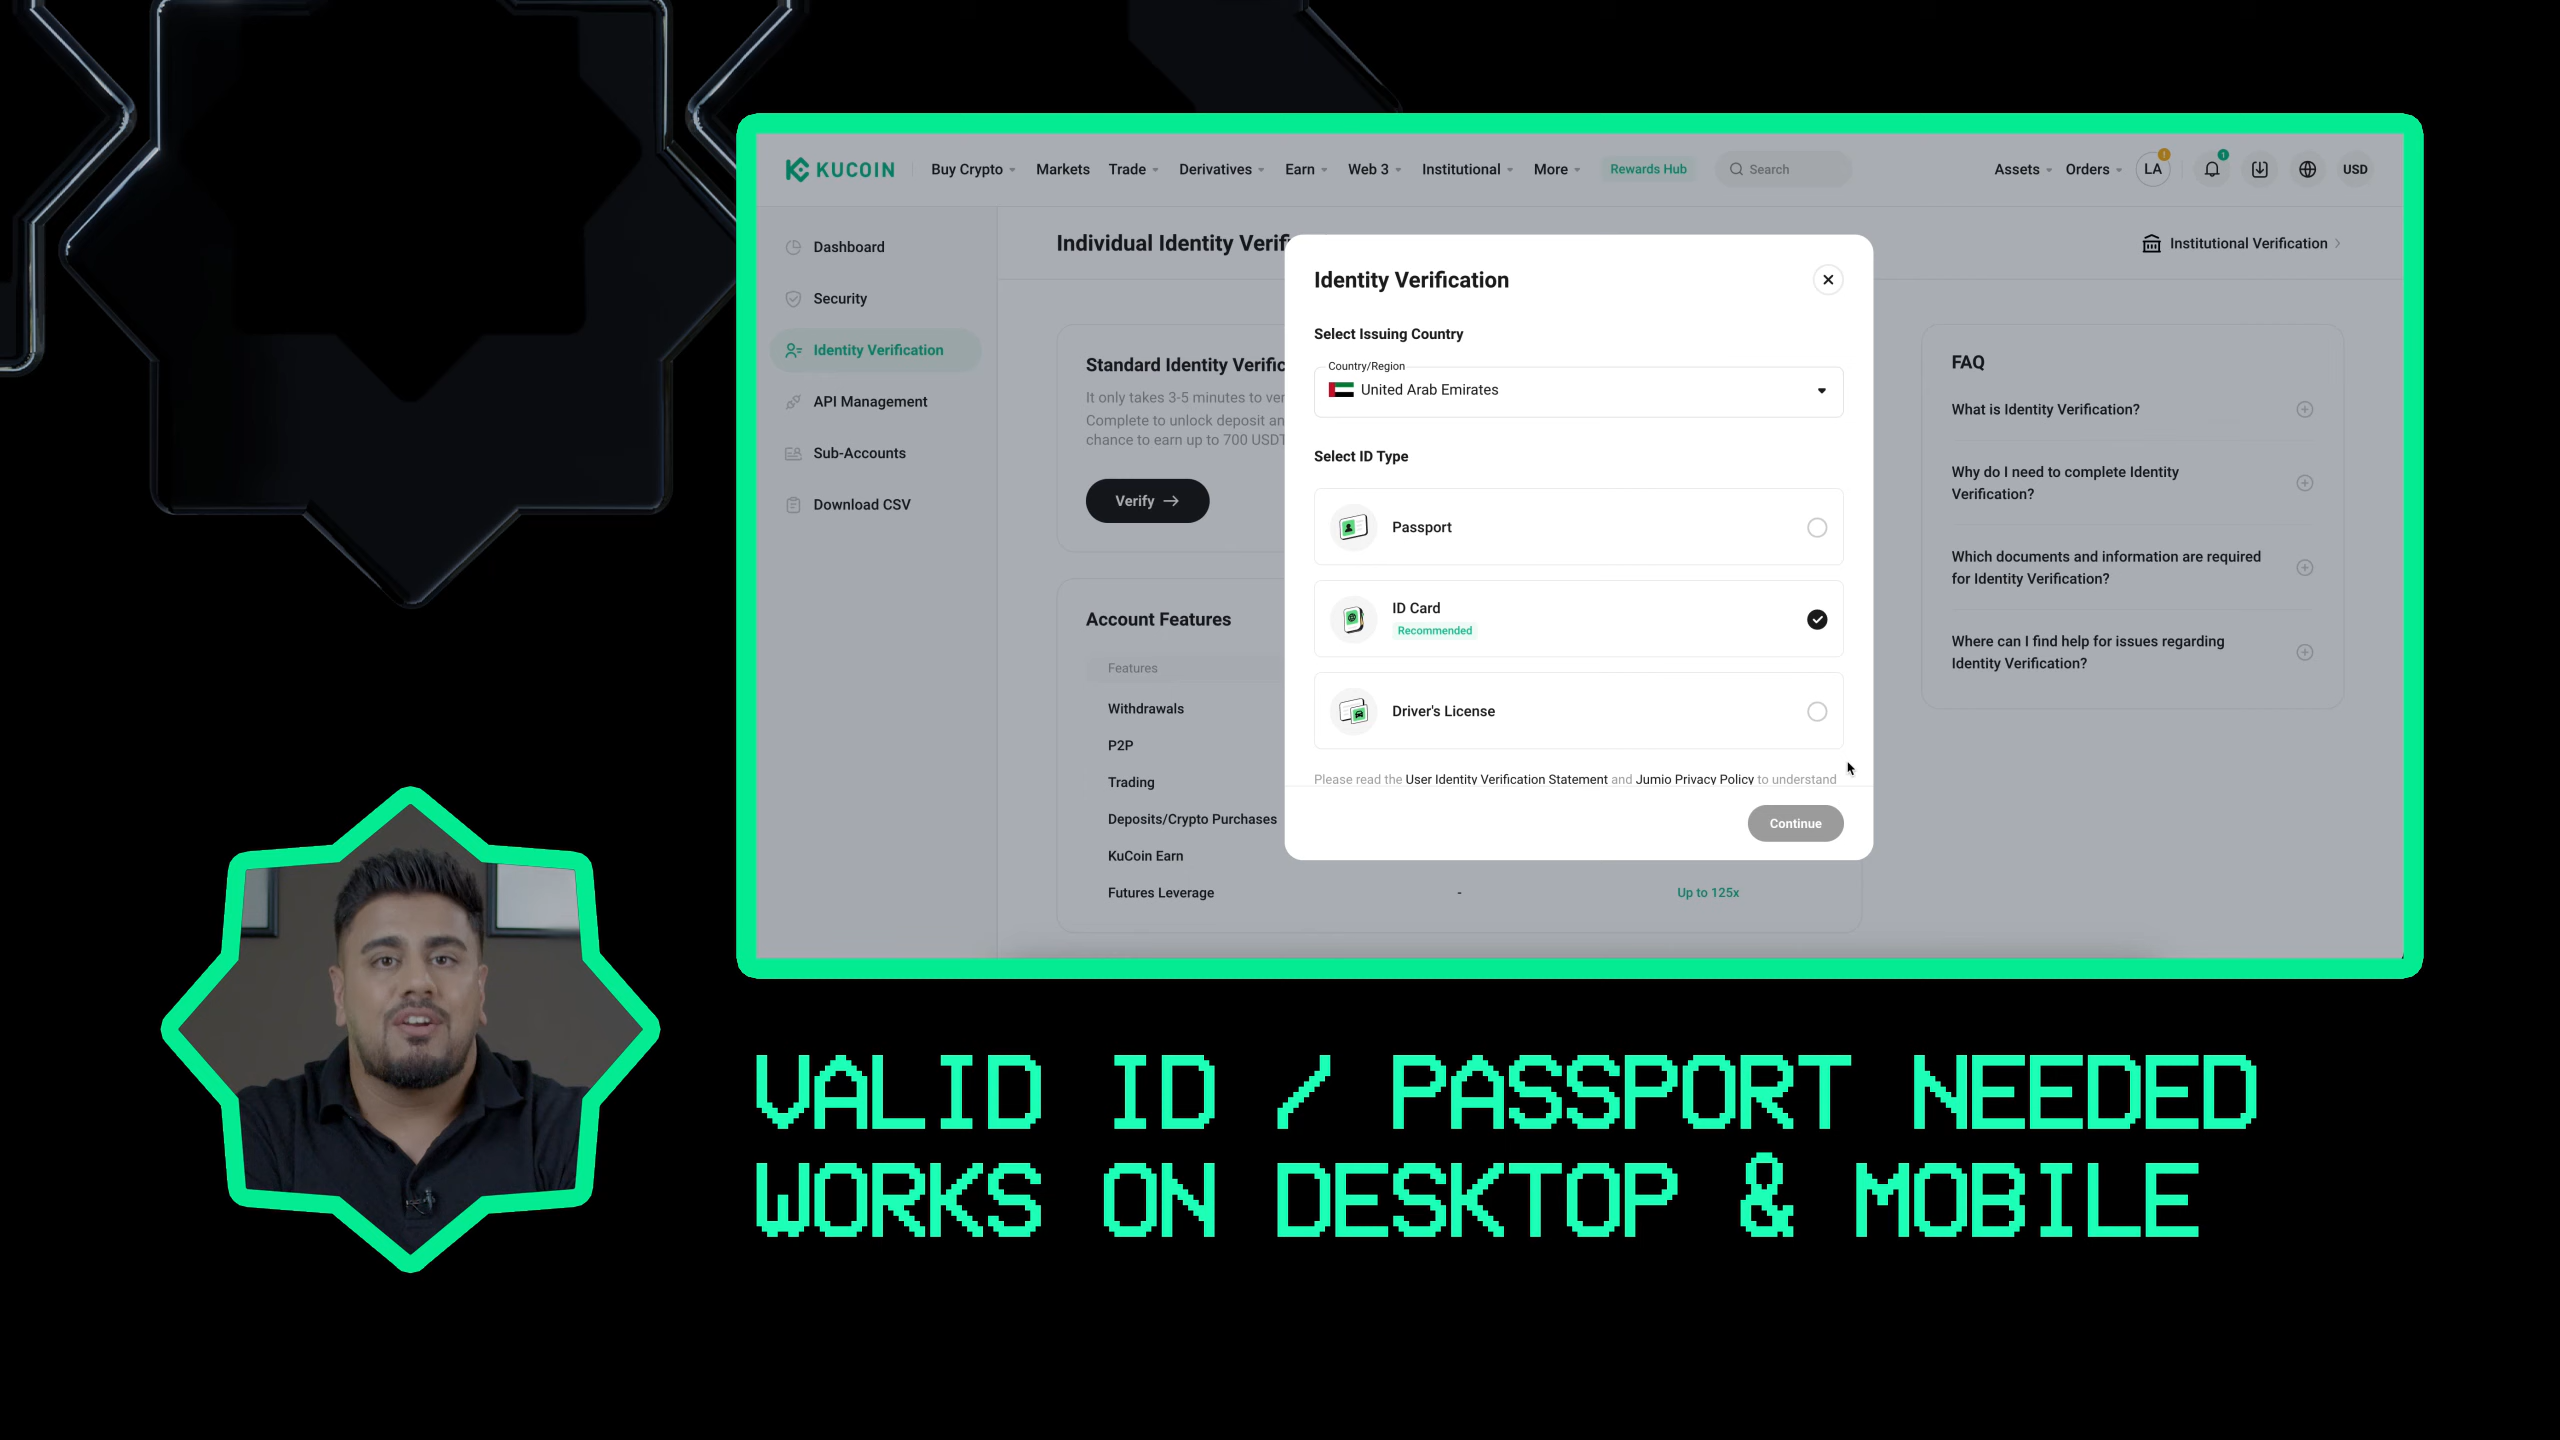 KUCOIN Buy Crypto Markets Trade Derivatives Earn Web 3 Institutional More Rewards Hub Search Assets Orders LA ! 1 USD
Dashboard
Security
Identity Verification
API Management
Sub-Accounts
Download CSV
Individual Identity Verif
Institutional Verification
Standard Identity Verific
It only takes 3-5 minutes to ver
Complete to unlock deposit an
chance to earn up to 700 USDT
Verify
Account Features
Features
Withdrawals
P2P
Trading
Deposits/Crypto Purchases
KuCoin Earn
Futures Leverage - Up to 125x
Identity Verification
Select Issuing Country
Country/Region
United Arab Emirates
Select ID Type
Passport
ID Card
Recommended
Driver's License
Please read the User Identity Verification Statement and Jumio Privacy Policy to understand
Continue
FAQ
What is Identity Verification?
Why do I need to complete Identity
Verification?
Which documents and information are required
for Identity Verification?
Where can I find help for issues regarding
Identity Verification?
VALID ID / PASSPORT NEEDED
WORKS ON DESKTOP & MOBILE